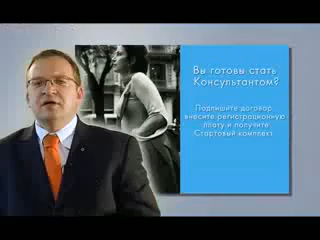 Вы готовы стать
Консультантом?
Подпишите договор,
внесите регистрационную
плату и получите
Стартовый комплект.